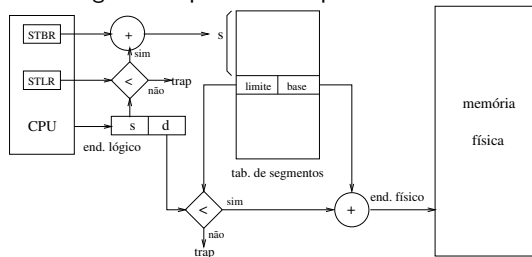 STBR
+
s
sim
STLR
<
não
trap
limite
base
CPU
s
d
end. lógico
memória
física
tab. de segmentos
<
sim
+
end. físico
não
trap